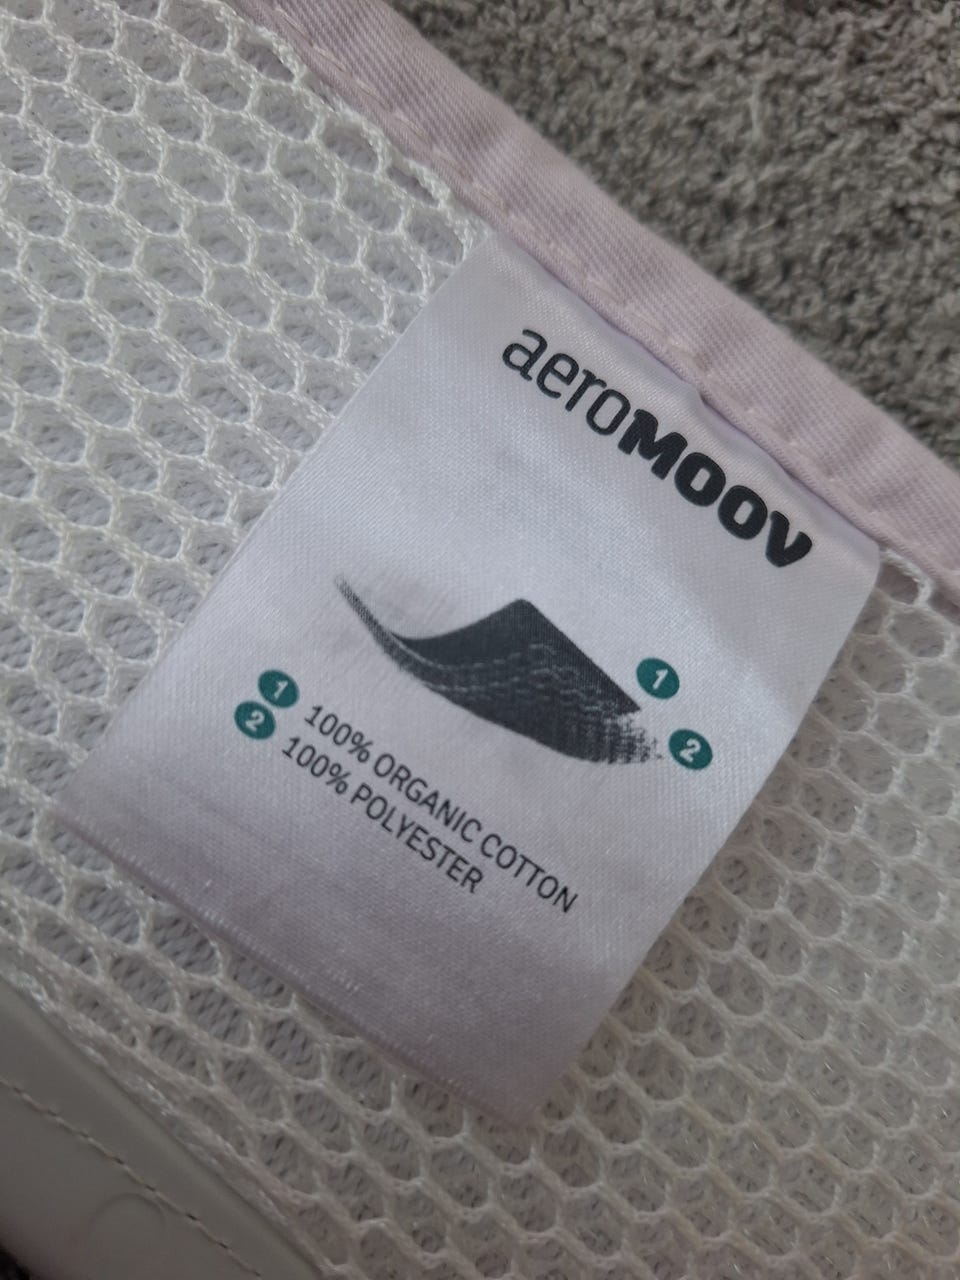 aeroMOOV
1
2
1 100% ORGANIC COTTON
2 100% POLYESTER